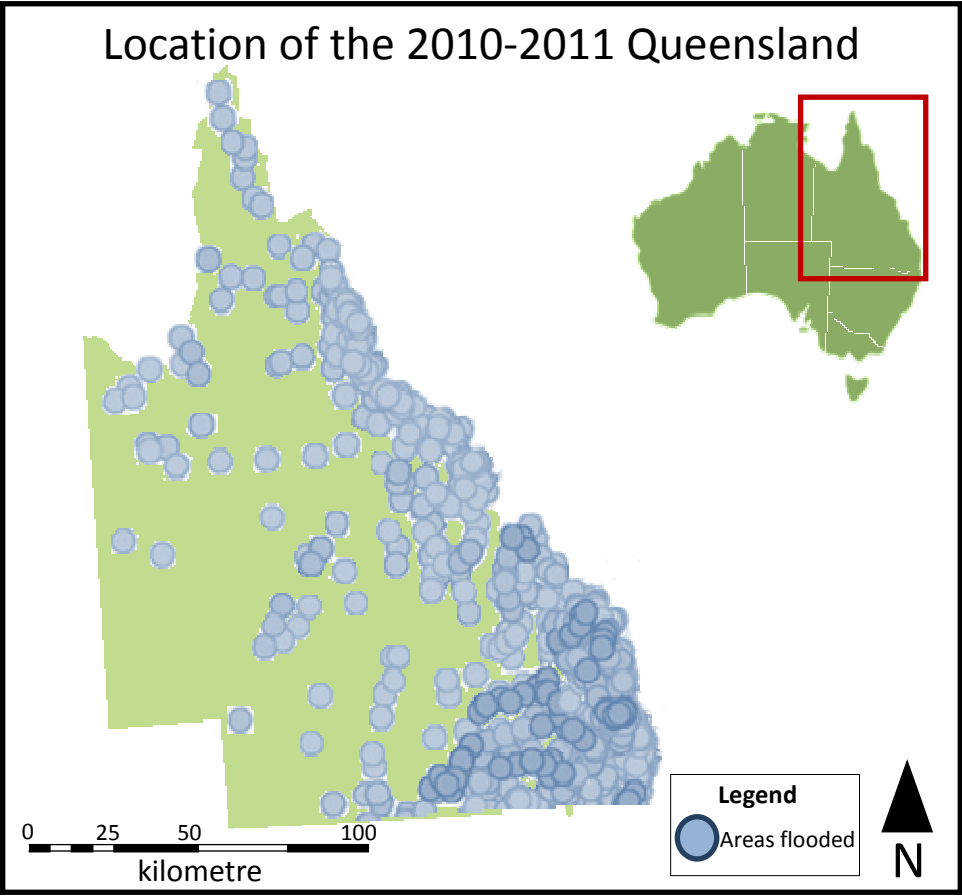 Location of the 2010-2011 Queensland
Legend
Areas flooded
0 25 50 100
kilometre
N